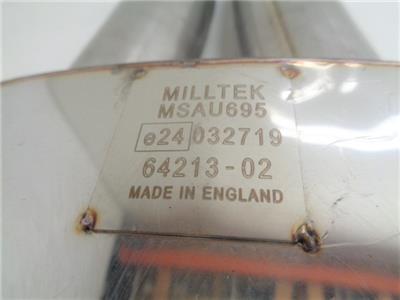 MILLTEK
MSAU695
e24 032719
64213-02
MADE IN ENGLAND